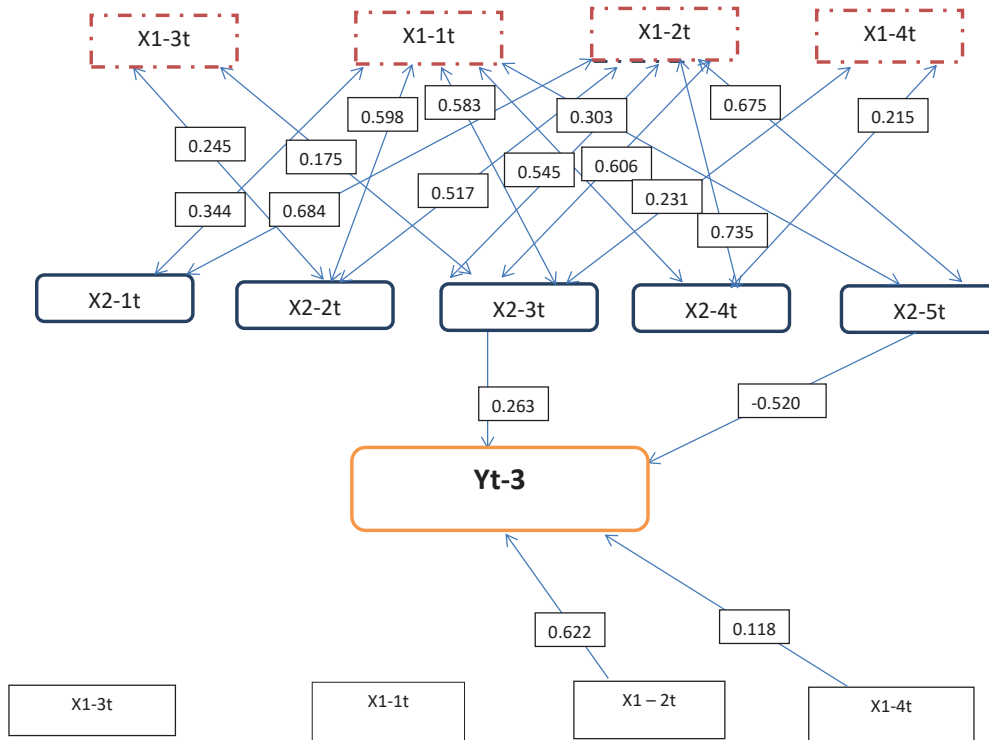 X1-3t
X1-1t
X1-2t
X1-4t
0.583
0.675
0.598
0.303
0.215
0.245
0.175
0.545
0.606
0.517
0.231
0.344
0.684
0.735
X2-1t
X2-2t
X2-3t
X2-4t
X2-5t
0.263
-0.520
Yt-3
0.622
0.118
X1-3t
X1-1t
X1 – 2t
X1-4t